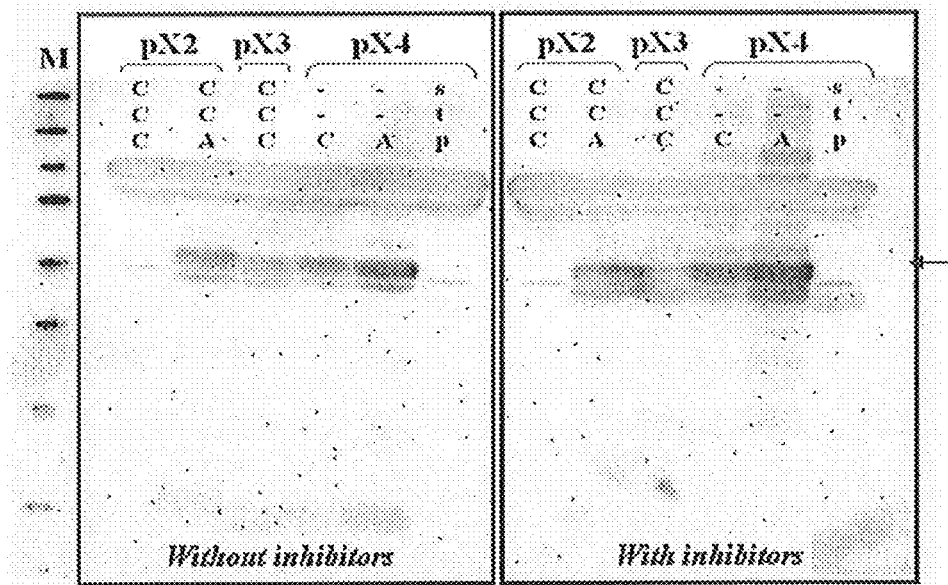 M pX2 pX3 pX4 pX2 pX3 pX4
C C C - - s C C C - - s
C C C - - t C C C - - t
C A C C A p C A C C A p
Without inhibitors With inhibitors